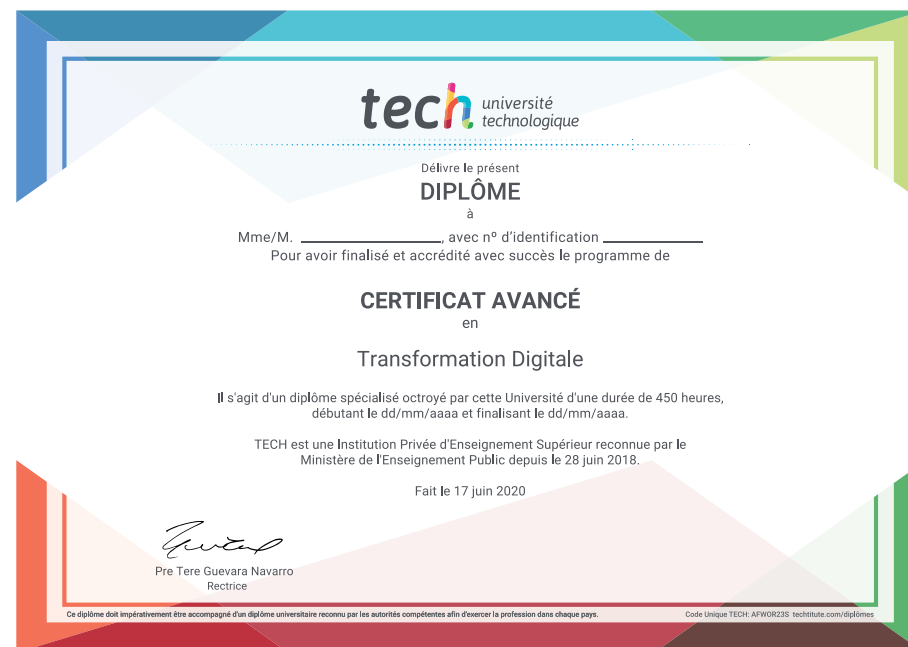 tech université
technologique
Délivre le présent
DIPLÔME
à
Mme/M. ____________________, avec nº d'identification ______________
Pour avoir finalisé et accrédité avec succès le programme de
CERTIFICAT AVANCÉ
en
Transformation Digitale
Il s'agit d'un diplôme spécialisé octroyé par cette Université d'une durée de 450 heures,
débutant le dd/mm/aaaa et finalisant le dd/mm/aaaa.
TECH est une Institution Privée d'Enseignement Supérieur reconnue par le
Ministère de l'Enseignement Public depuis le 28 juin 2018.
Fait le 17 juin 2020
Pre Tere Guevara Navarro
Rectrice
Ce diplôme doit impérativement être accompagné d'un diplôme universitaire reconnu par les autorités compétentes afin d'exercer la profession dans chaque pays.
Code Unique TECH: AFWOR23S techtitute.com/diplômes